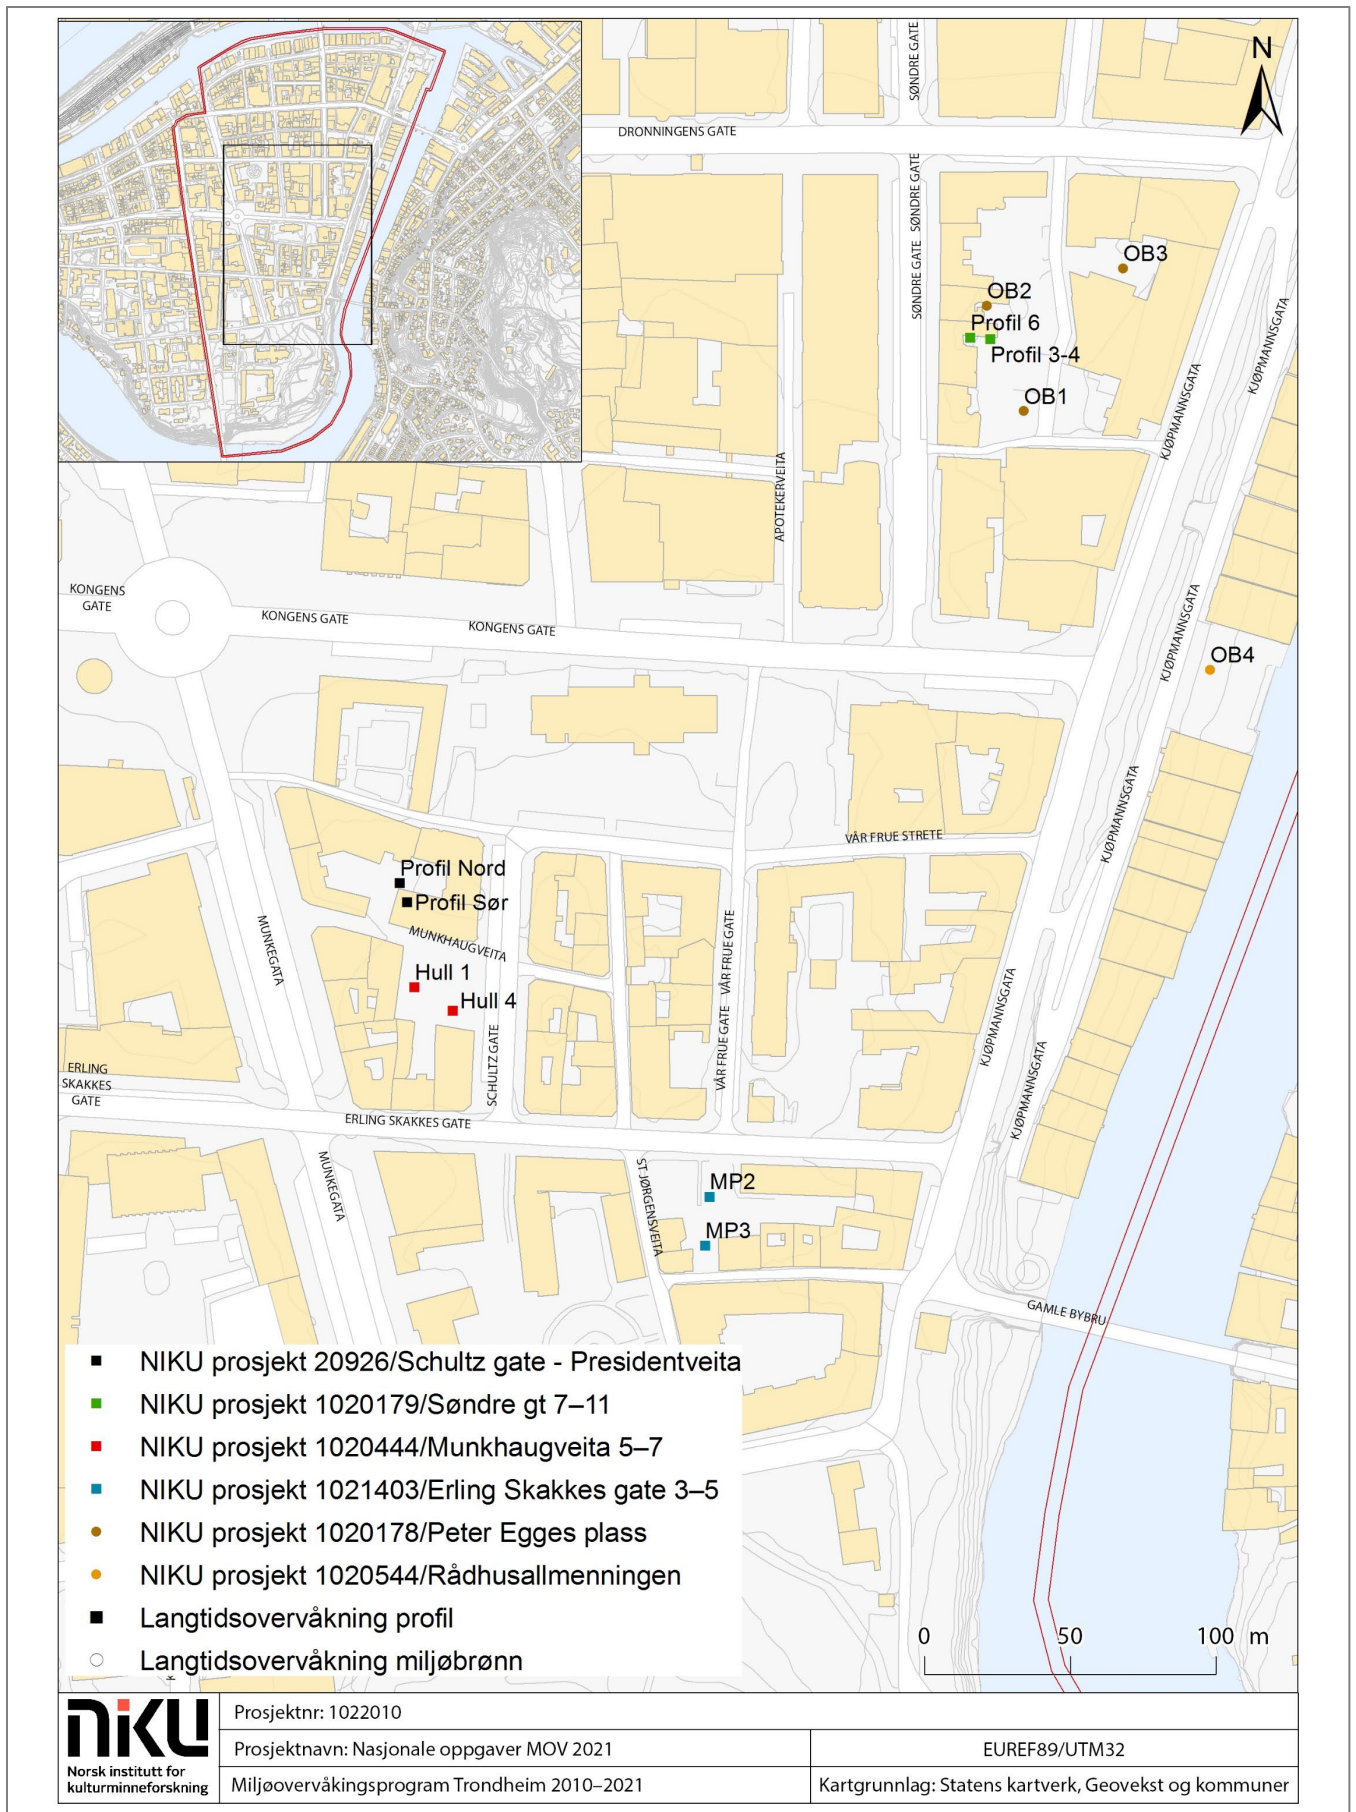 N
SØNDRE GATE
DRONNINGENS GATE
SØNDRE GATE
SØNDRE GATE
OB3
OB2
Profil 6
Profil 3-4
OB1
KJØPMANNSGATA
KJØPMANNSGATA
APOTEKERVEITA
KONGENS
GATE
KONGENS GATE
KONGENS GATE
KJØPMANNSGATA
OB4
KJØPMANNSGATA
VÅR FRUE STRETE
Profil Nord
Profil Sør
MUNKHAUGVEITA
MUNKEGATA
VÅR FRUE GATE
VÅR FRUE GATE
Hull 1
Hull 4
KJØPMANNSGATA
SCHULTZ GATE
KJØPMANNSGATA
ERLING
SKAKKES
GATE
ERLING SKAKKES GATE
MUNKEGATA
ST.JØRGENSVEITA
MP2
MP3
GAMLE BYBRU
NIKU prosjekt 20926/Schultz gate - Presidentveita
NIKU prosjekt 1020179/Søndre gt 7–11
NIKU prosjekt 1020444/Munkhaugveita 5–7
NIKU prosjekt 1021403/Erling Skakkes gate 3–5
NIKU prosjekt 1020178/Peter Egges plass
NIKU prosjekt 1020544/Rådhusallmenningen
Langtidsovervåkning profil
Langtidsovervåkning miljøbrønn
0 50 100 m
niku
Norsk institutt for
kulturminneforskning
Prosjektnr: 1022010
Prosjektnavn: Nasjonale oppgaver MOV 2021
EUREF89/UTM32
Miljøovervåkingsprogram Trondheim 2010–2021
Kartgrunnlag: Statens kartverk, Geovekst og kommuner